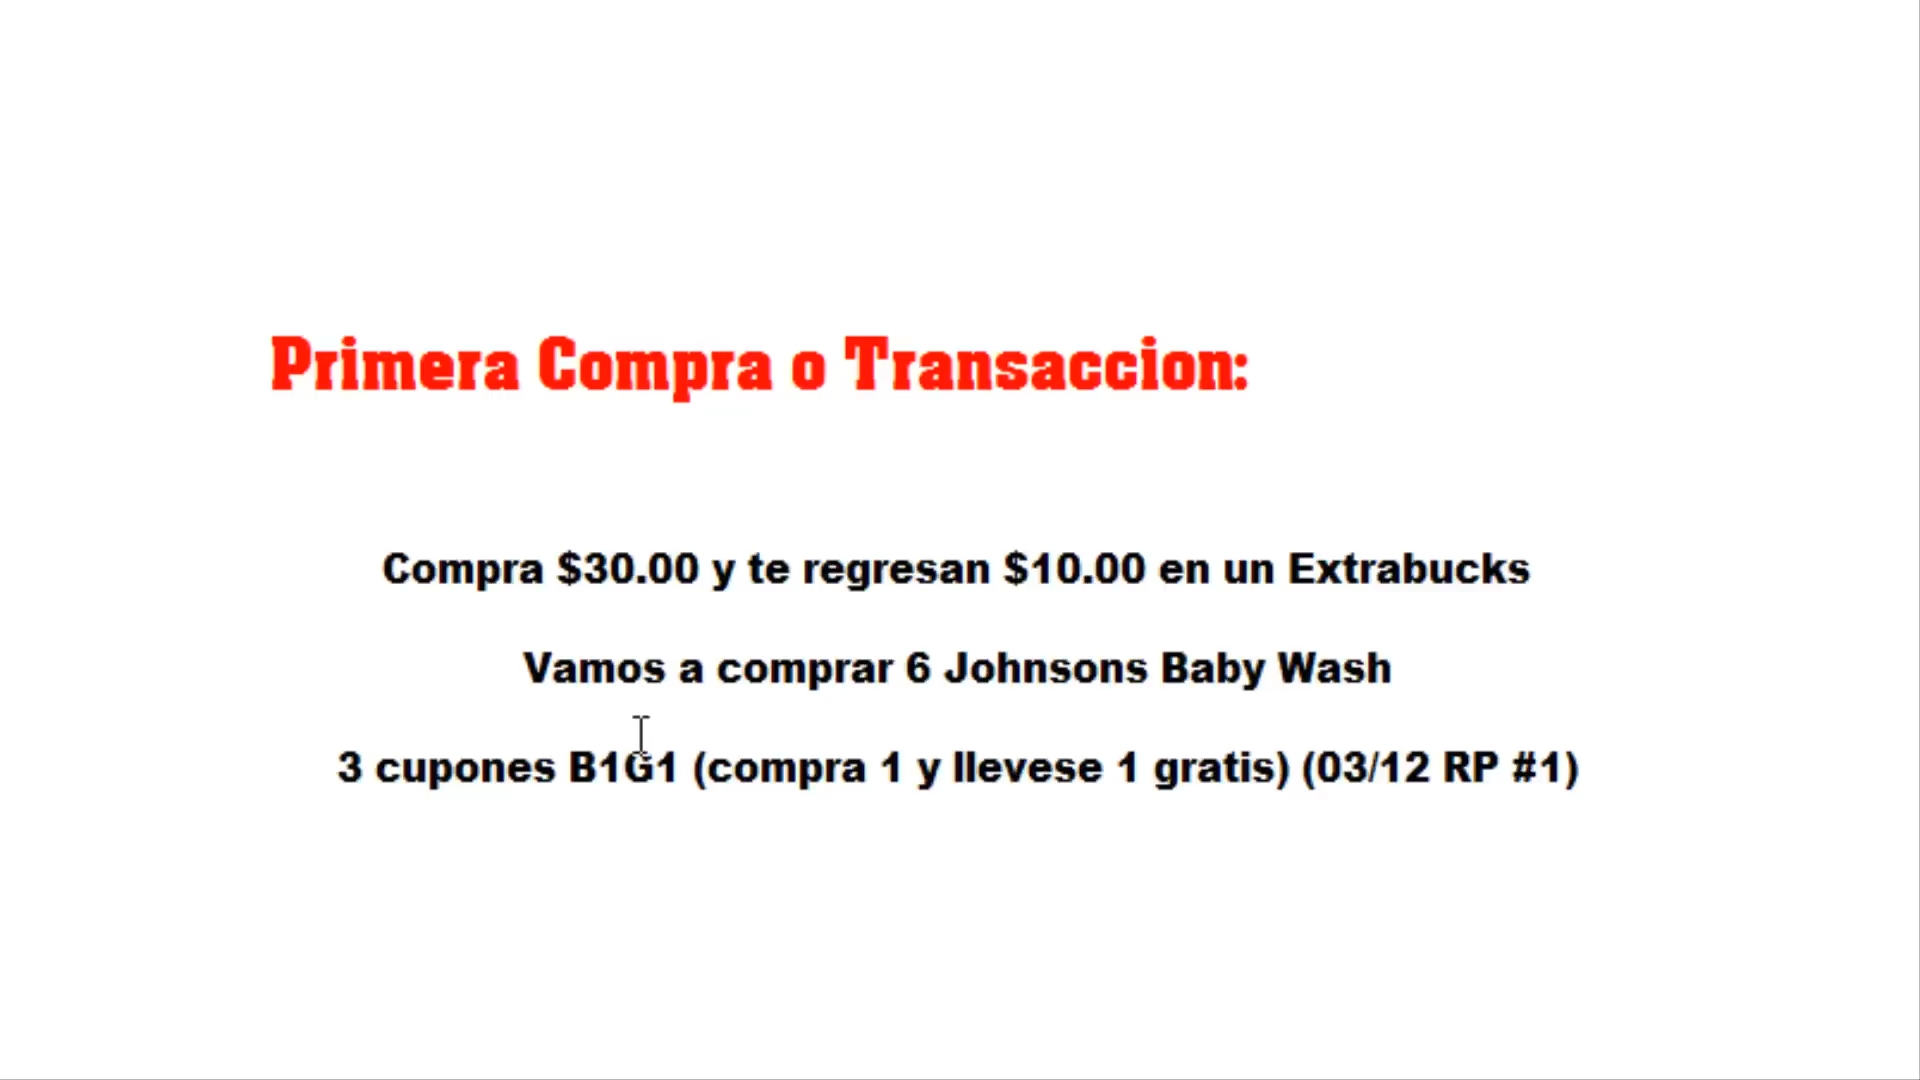 Primera Compra o Transaccion:
Compra $30.00 y te regresan $10.00 en un Extrabucks
Vamos a comprar 6 Johnsons Baby Wash
3 cupones B1G1 (compra 1 y llevese 1 gratis) (03/12 RP #1)